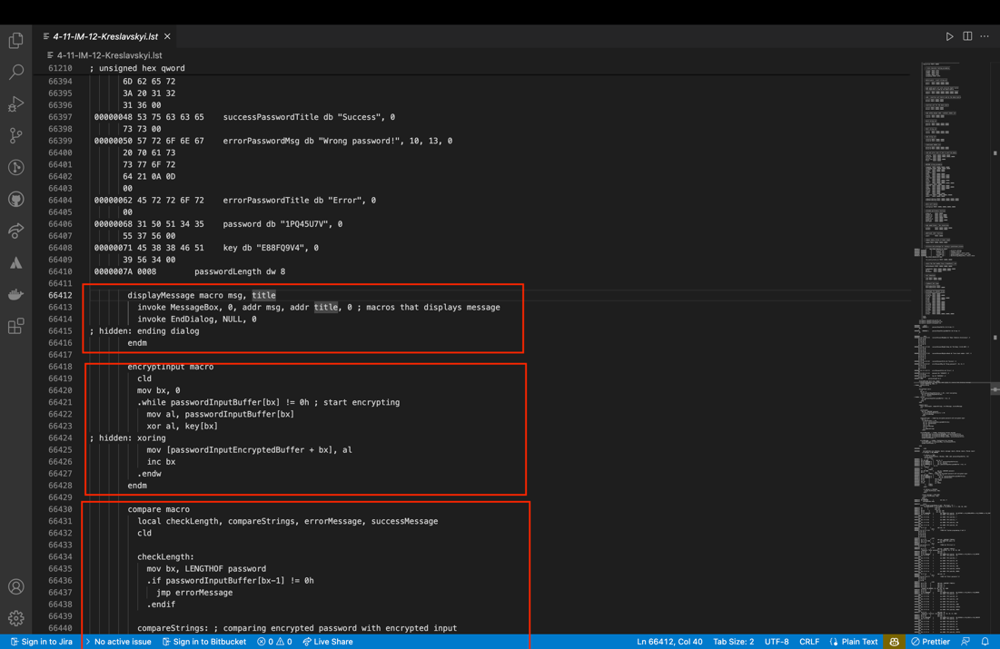 4-11-IM-12-Kreslavskyi.lst
4-11-IM-12-Kreslavskyi.lst
61210 ; unsigned hex qword
66394 6D 62 65 72
66395 3A 20 31 32
66396 31 36 00
66397 00000048 53 75 63 63 65 successPasswordTitle db "Success", 0
66398 73 73 00
66399 00000050 57 72 6F 6E 67 errorPasswordMsg db "Wrong password!", 10, 13, 0
66400 20 70 61 73
66401 73 77 6F 72
66402 64 21 0A 0D
66403 00
66404 00000062 45 72 72 6F 72 errorPasswordTitle db "Error", 0
66405 00
66406 00000068 31 50 51 34 35 password db "1PQ45U7V", 0
66407 55 37 56 00
66408 00000071 45 38 38 46 51 key db "E88FQ9V4", 0
66409 39 56 34 00
66410 0000007A 0008 passwordLength dw 8
66411
66412 displayMessage macro msg, title
66413 invoke MessageBox, 0, addr msg, addr title, 0 ; macros that displays message
66414 invoke EndDialog, NULL, 0
66415 ; hidden: ending dialog
66416 endm
66417
66418 encryptInput macro
66419 cld
66420 mov bx, 0
66421 .while passwordInputBuffer[bx] != 0h ; start encrypting
66422 mov al, passwordInputBuffer[bx]
66423 xor al, key[bx]
66424 ; hidden: xoring
66425 mov [passwordInputEncryptedBuffer + bx], al
66426 inc bx
66427 .endw
66428 endm
66429
66430 compare macro
66431 local checkLength, compareStrings, errorMessage, successMessage
66432 cld
66433
66434 checkLength:
66435 mov bx, LENGTHOF password
66436 .if passwordInputBuffer[bx-1] != 0h
66437 jmp errorMessage
66438 .endif
66439
66440 compareStrings: ; comparing encrypted password with encrypted input
Sign in to Jira No active issue Sign in to Bitbucket 0 0 Live Share Ln 66412, Col 40 Tab Size: 2 UTF-8 CRLF Plain Text Prettier